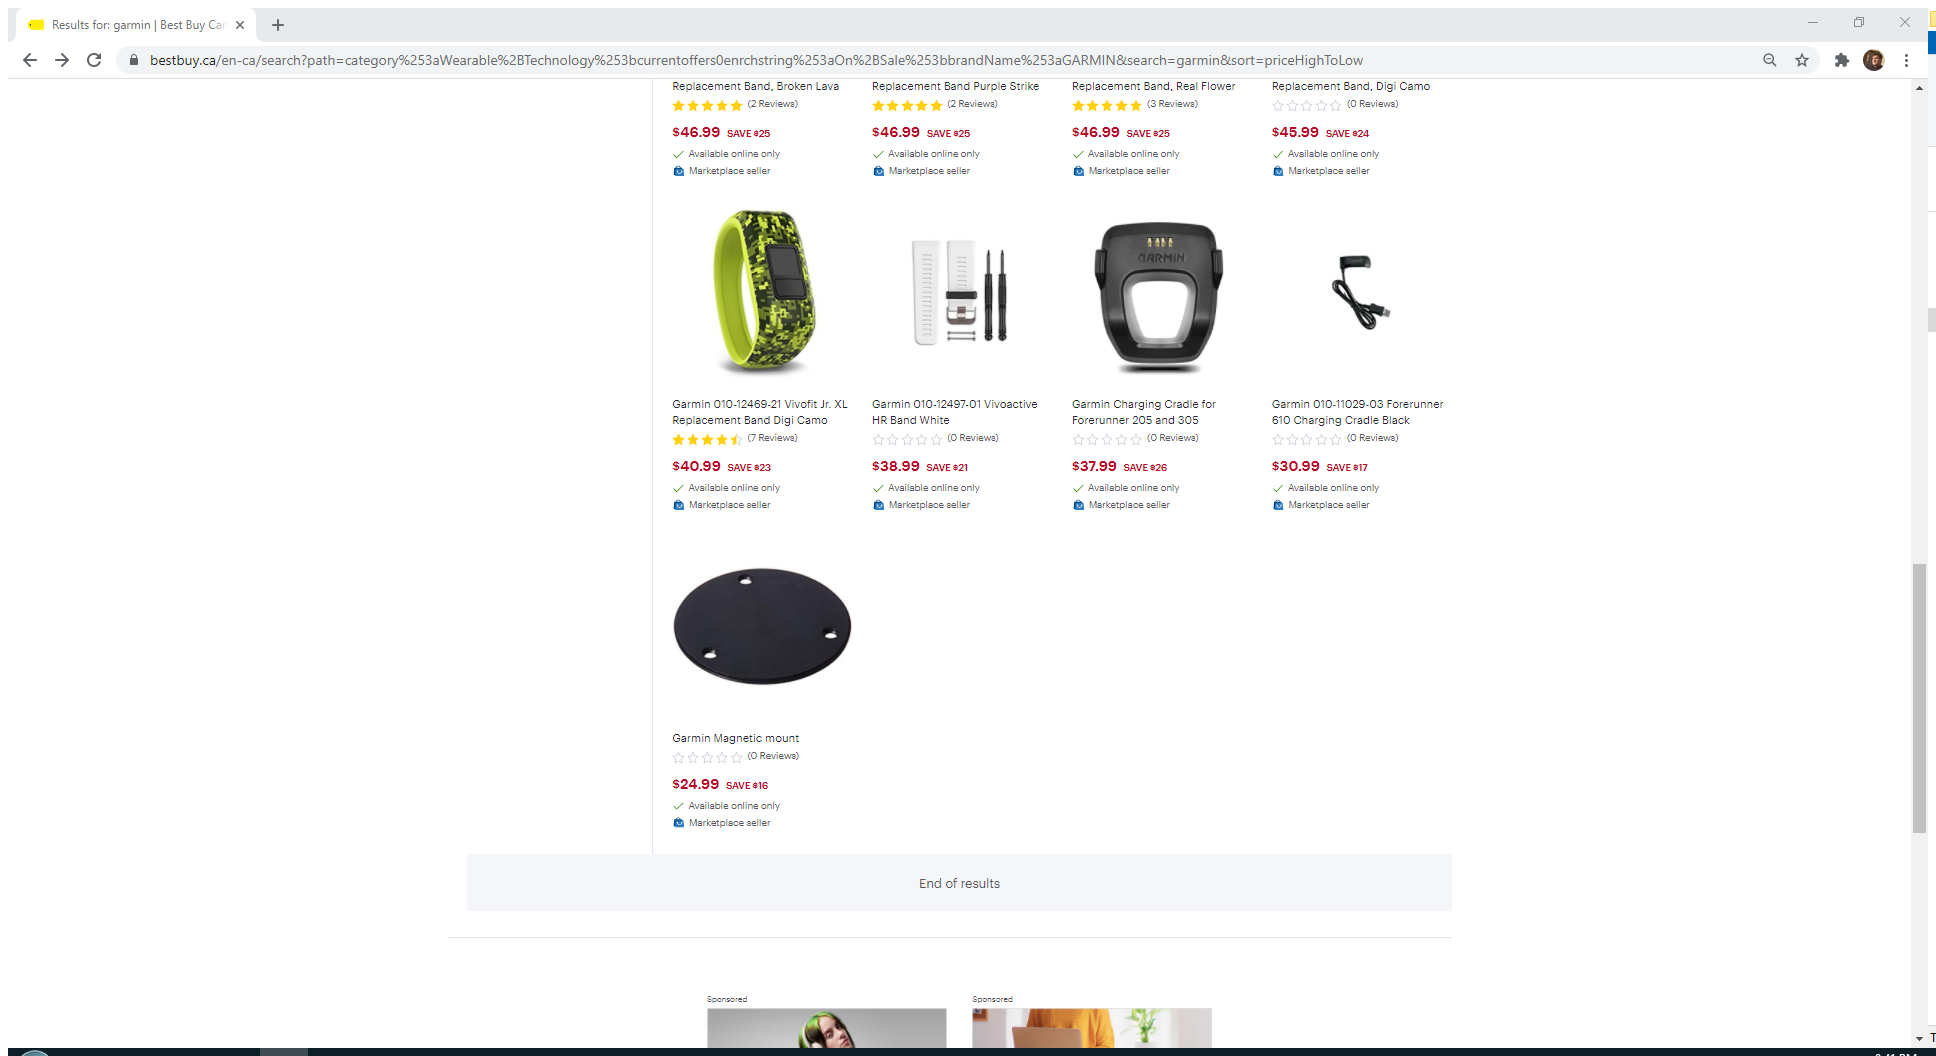 Results for: garmin | Best Buy Ca
bestbuy.ca/en-ca/search?path=category%253aWearable%2BTechnology%253bcurrentoffers0enrchstring%253aOn%2BSale%253bbrandName%253aGARMIN&search=garmin&sort=priceHighToLow
Replacement Band, Broken Lava
(2 Reviews)
$46.99 SAVE $25
Available online only
Marketplace seller
Replacement Band Purple Strike
(2 Reviews)
$46.99 SAVE $25
Available online only
Marketplace seller
Replacement Band, Real Flower
(3 Reviews)
$46.99 SAVE $25
Available online only
Marketplace seller
Replacement Band, Digi Camo
(0 Reviews)
$45.99 SAVE $24
Available online only
Marketplace seller
Garmin 010-12469-21 Vivofit Jr. XL
Replacement Band Digi Camo
(7 Reviews)
$40.99 SAVE $23
Available online only
Marketplace seller
Garmin 010-12497-01 Vivoactive
HR Band White
(0 Reviews)
$38.99 SAVE $21
Available online only
Marketplace seller
GARMIN
Garmin Charging Cradle for
Forerunner 205 and 305
(0 Reviews)
$37.99 SAVE $26
Available online only
Marketplace seller
Garmin 010-11029-03 Forerunner
610 Charging Cradle Black
(0 Reviews)
$30.99 SAVE $17
Available online only
Marketplace seller
Garmin Magnetic mount
(0 Reviews)
$24.99 SAVE $16
Available online only
Marketplace seller
End of results
Sponsored
Sponsored